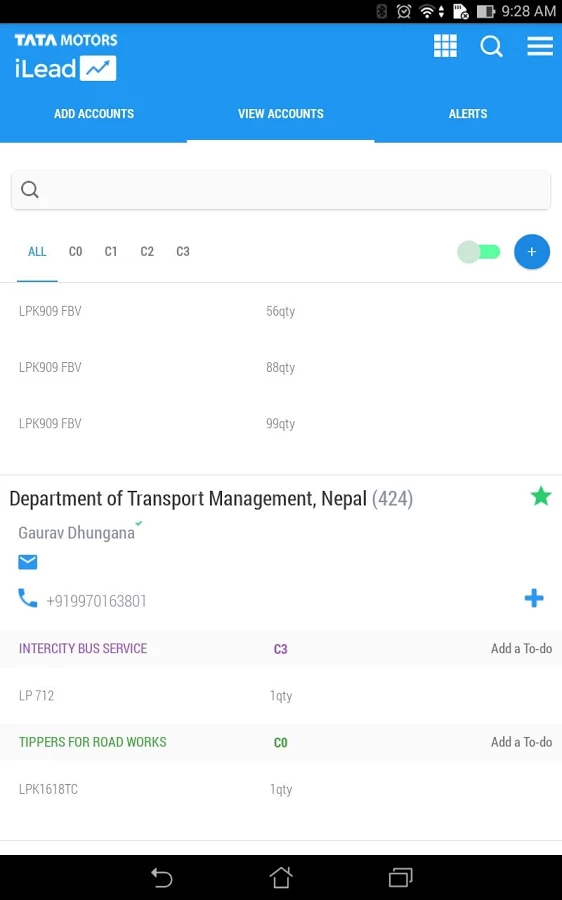 9:28 AM
TATA MOTORS
iLead
ADD ACCOUNTS VIEW ACCOUNTS ALERTS
ALL C0 C1 C2 C3
+
LPK909 FBV 56qty
LPK909 FBV 88qty
LPK909 FBV 99qty
Department of Transport Management, Nepal (424)
Gaurav Dhungana
+919970163801
INTERCITY BUS SERVICE C3 Add a To-do
LP 712 1qty
TIPPERS FOR ROAD WORKS C0 Add a To-do
LPK1618TC 1qty